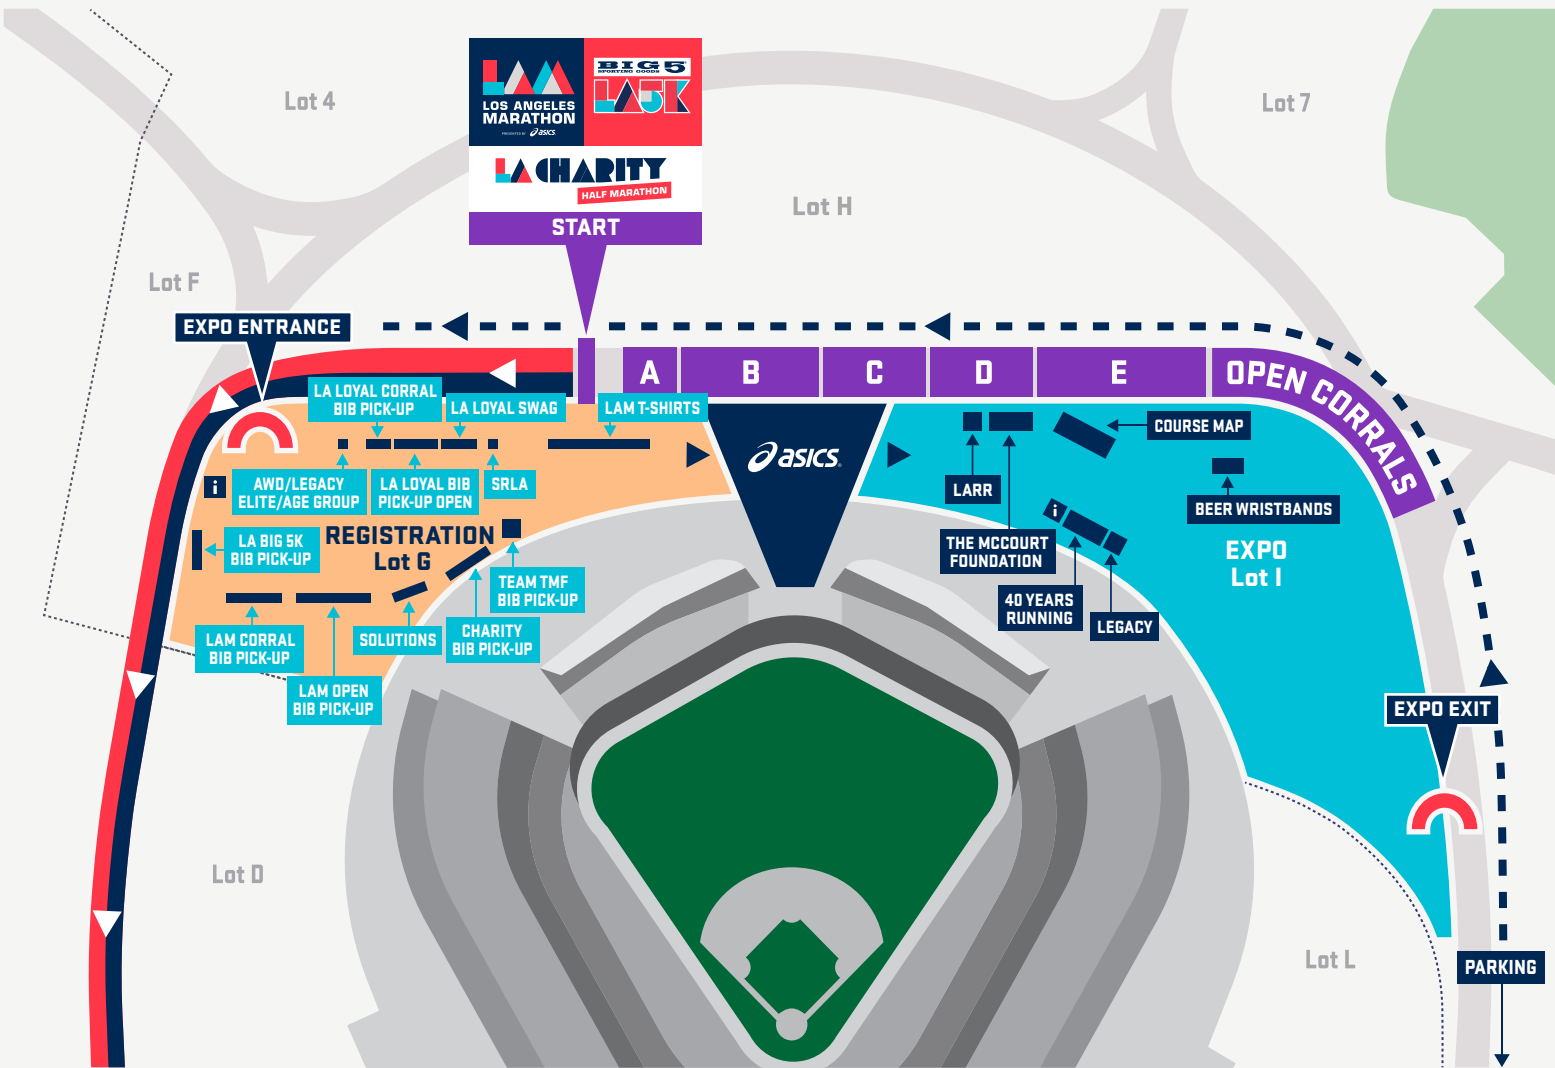 Lot 4
Lot 7
LOS ANGELES
MARATHON
PRESENTED BY asics
BIG 5
SPORTING GOODS
LA5K
LA CHARITY
HALF MARATHON
START
Lot H
Lot F
EXPO ENTRANCE
A
B
C
D
E
OPEN CORRALS
LA LOYAL CORRAL
BIB PICK-UP
LA LOYAL SWAG
LAM T-SHIRTS
asics
COURSE MAP
i
AWD/LEGACY
ELITE/AGE GROUP
LA LOYAL BIB
PICK-UP OPEN
SRLA
LARR
BEER WRISTBANDS
i
REGISTRATION
Lot G
LA BIG 5K
BIB PICK-UP
THE MCCOURT
FOUNDATION
EXPO
Lot I
TEAM TMF
BIB PICK-UP
40 YEARS
RUNNING
LEGACY
LAM CORRAL
BIB PICK-UP
SOLUTIONS
CHARITY
BIB PICK-UP
LAM OPEN
BIB PICK-UP
EXPO EXIT
Lot D
Lot L
PARKING